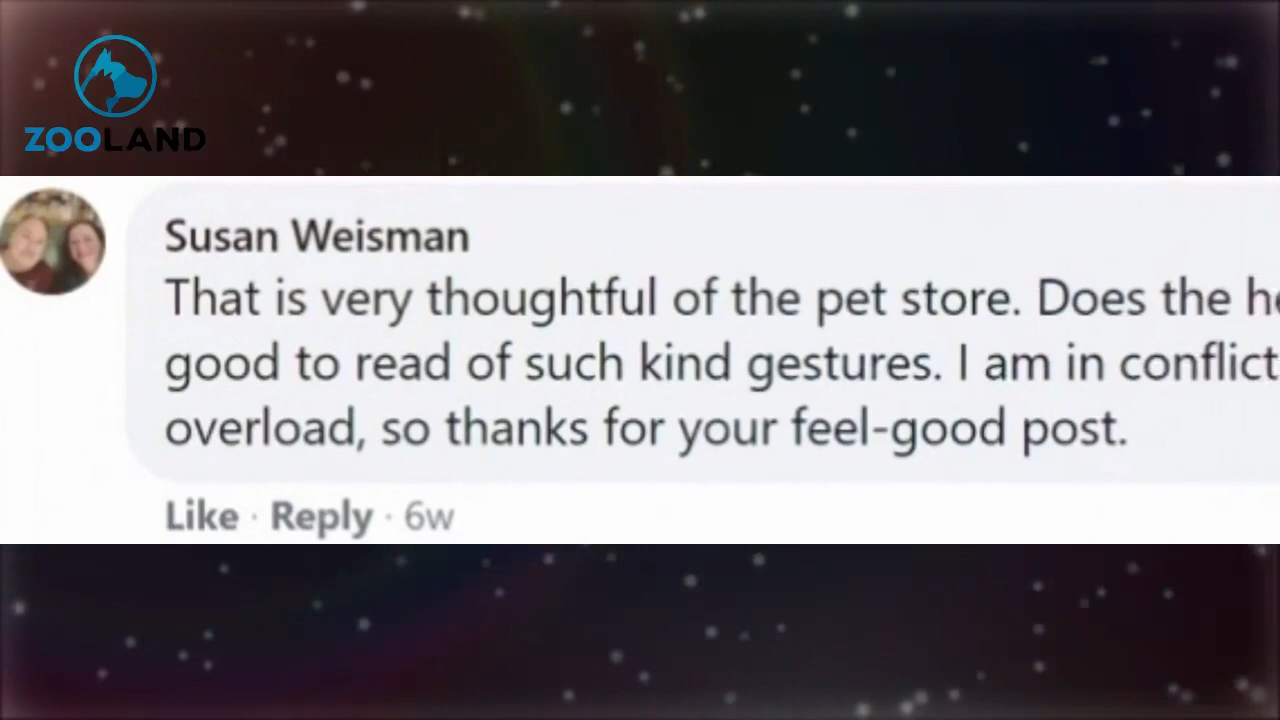 ZOOLAND
Susan Weisman
That is very thoughtful of the pet store. Does the
good to read of such kind gestures. I am in conflict
overload, so thanks for your feel-good post.
Like · Reply · 6w